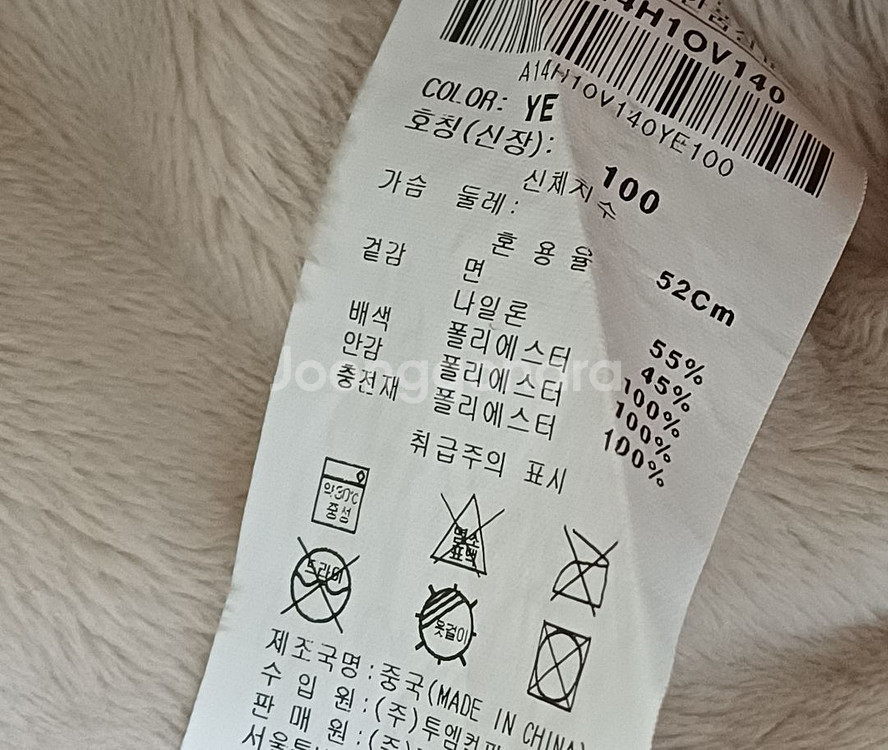 4H1OV140
A14H1OV140YE100
COLOR: YE
호칭(신장): 100
신체치수
가슴 둘레: 52Cm
혼용율
겉감 면 55%
나일론 45%
배색 폴리에스터 100%
안감 폴리에스터 100%
충전재 폴리에스터 100%
취급주의 표시
약30℃
중성
염소
표백
드라이
옷걸이
제조국명:중국(MADE IN CHINA)
수 입 원:(주)투엠컴
판 매 원:(주)
Joonggonnara